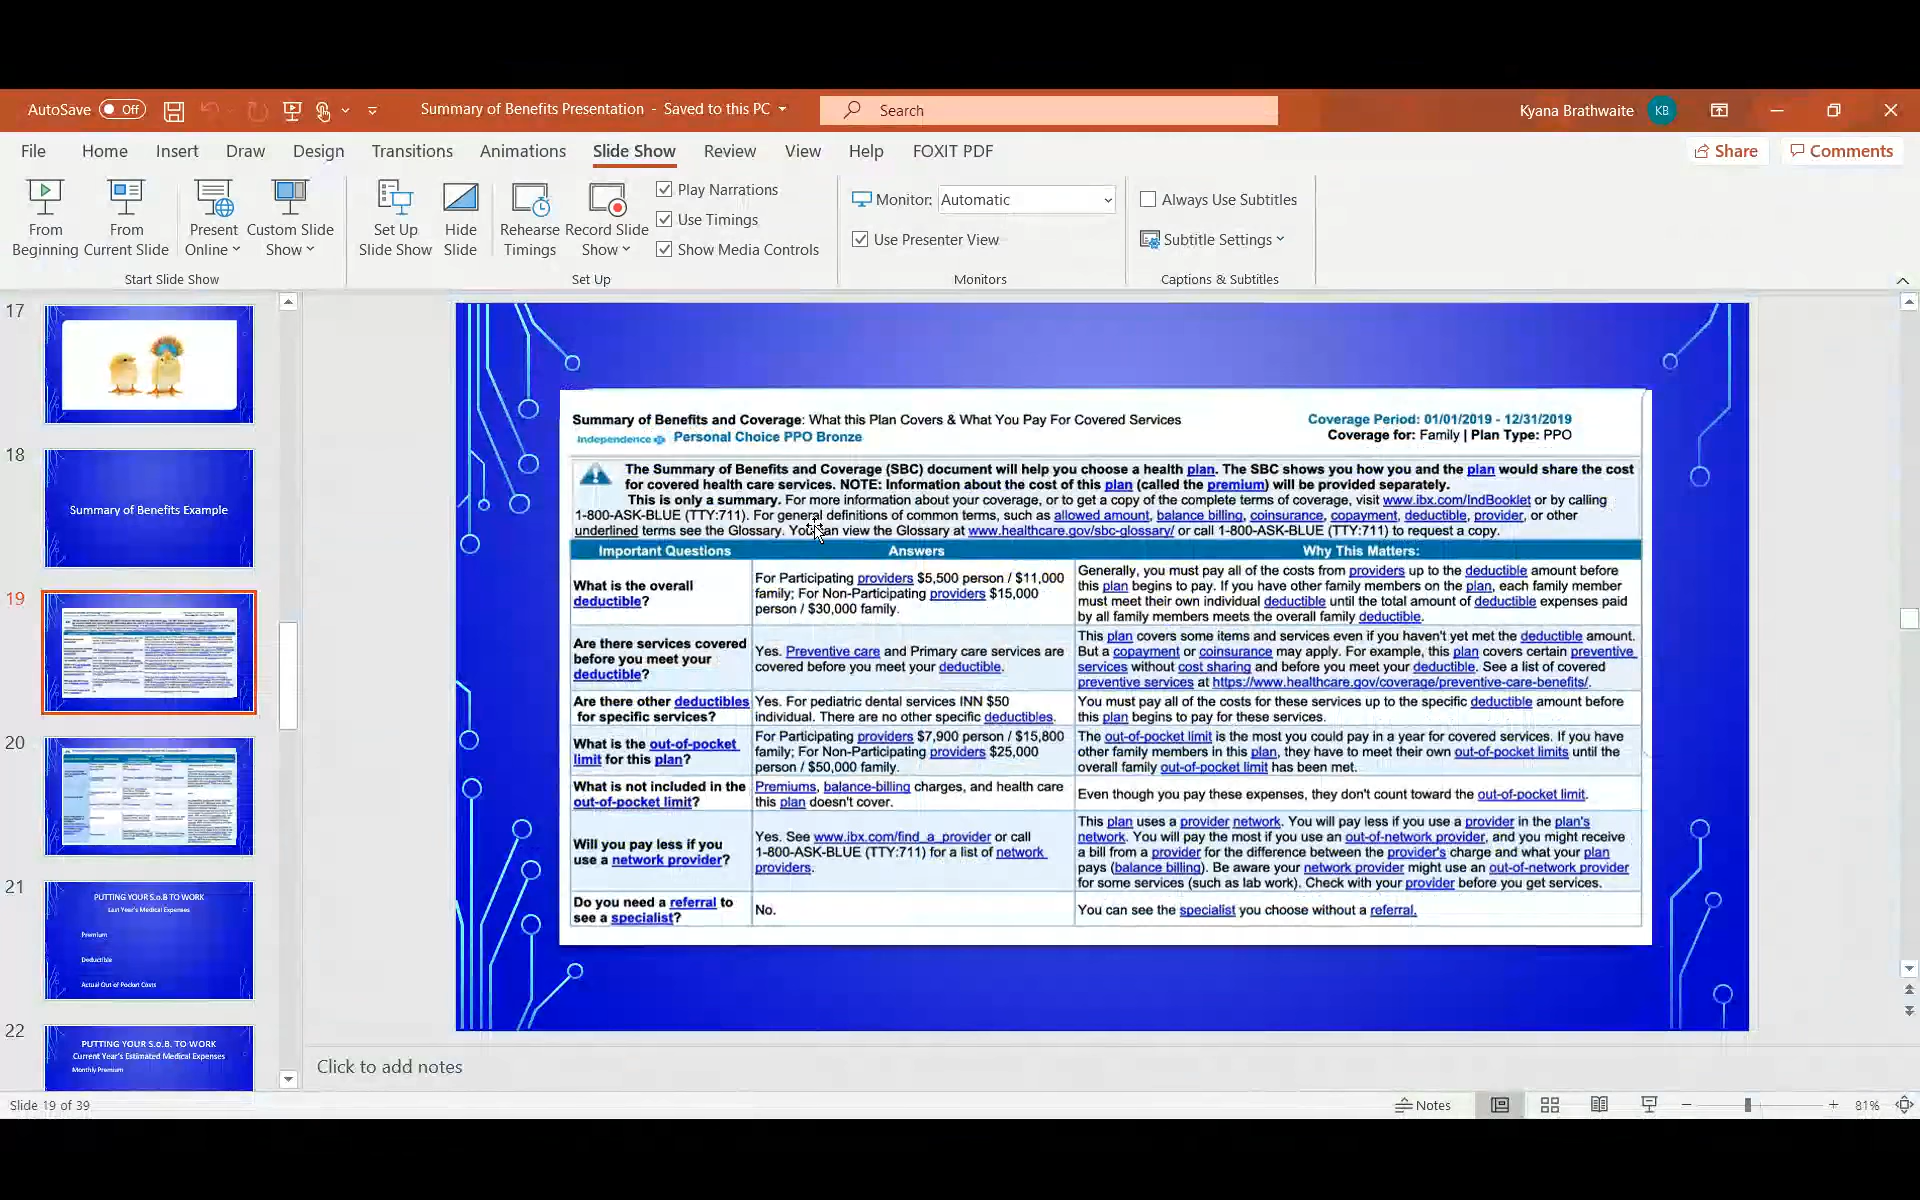 AutoSave Off
Summary of Benefits Presentation - Saved to this PC
Search
Kyana Brathwaite KB
File Home Insert Draw Design Transitions Animations Slide Show Review View Help FOXIT PDF
Share Comments
From Beginning
From Current Slide
Present Online
Custom Slide Show
Start Slide Show
Set Up Slide Show
Hide Slide
Rehearse Timings
Record Slide Show
Play Narrations
Use Timings
Show Media Controls
Set Up
Monitor: Automatic
Use Presenter View
Monitors
Always Use Subtitles
Subtitle Settings
Captions & Subtitles
17
18
Summary of Benefits Example
19
20
21
PUTTING YOUR S.o.B TO WORK
Last Year's Medical Expenses
Premium
Deductible
Actual Out of Pocket Costs
22
PUTTING YOUR S.o.B. TO WORK
Current Year's Estimated Medical Expenses
Monthly Premium
Summary of Benefits and Coverage: What this Plan Covers & What You Pay For Covered Services
Coverage Period: 01/01/2019 - 12/31/2019
Independence Personal Choice PPO Bronze
Coverage for: Family | Plan Type: PPO
The Summary of Benefits and Coverage (SBC) document will help you choose a health plan. The SBC shows you how you and the plan would share the cost
for covered health care services. NOTE: Information about the cost of this plan (called the premium) will be provided separately.
This is only a summary. For more information about your coverage, or to get a copy of the complete terms of coverage, visit www.ibx.com/IndBooklet or by calling
1-800-ASK-BLUE (TTY:711). For general definitions of common terms, such as allowed amount, balance billing, coinsurance, copayment, deductible, provider, or other
underlined terms see the Glossary. You can view the Glossary at www.healthcare.gov/sbc-glossary/ or call 1-800-ASK-BLUE (TTY:711) to request a copy.
Important Questions
Answers
Why This Matters:
What is the overall
deductible?
For Participating providers $5,500 person / $11,000
family; For Non-Participating providers $15,000
person / $30,000 family.
Generally, you must pay all of the costs from providers up to the deductible amount before
this plan begins to pay. If you have other family members on the plan, each family member
must meet their own individual deductible until the total amount of deductible expenses paid
by all family members meets the overall family deductible.
Are there services covered
before you meet your
deductible?
Yes. Preventive care and Primary care services are
covered before you meet your deductible.
This plan covers some items and services even if you haven't yet met the deductible amount.
But a copayment or coinsurance may apply. For example, this plan covers certain preventive
services without cost sharing and before you meet your deductible. See a list of covered
preventive services at https://www.healthcare.gov/coverage/preventive-care-benefits/.
Are there other deductibles
for specific services?
Yes. For pediatric dental services INN $50
individual. There are no other specific deductibles.
You must pay all of the costs for these services up to the specific deductible amount before
this plan begins to pay for these services.
What is the out-of-pocket
limit for this plan?
For Participating providers $7,900 person / $15,800
family; For Non-Participating providers $25,000
person / $50,000 family.
The out-of-pocket limit is the most you could pay in a year for covered services. If you have
other family members in this plan, they have to meet their own out-of-pocket limits until the
overall family out-of-pocket limit has been met.
What is not included in the
out-of-pocket limit?
Premiums, balance-billing charges, and health care
this plan doesn't cover.
Even though you pay these expenses, they don't count toward the out-of-pocket limit.
Will you pay less if you
use a network provider?
Yes. See www.ibx.com/find_a_provider or call
1-800-ASK-BLUE (TTY:711) for a list of network
providers.
This plan uses a provider network. You will pay less if you use a provider in the plan's
network. You will pay the most if you use an out-of-network provider, and you might receive
a bill from a provider for the difference between the provider's charge and what your plan
pays (balance billing). Be aware your network provider might use an out-of-network provider
for some services (such as lab work). Check with your provider before you get services.
Do you need a referral to
see a specialist?
No.
You can see the specialist you choose without a referral.
Click to add notes
Slide 19 of 39
Notes
81%